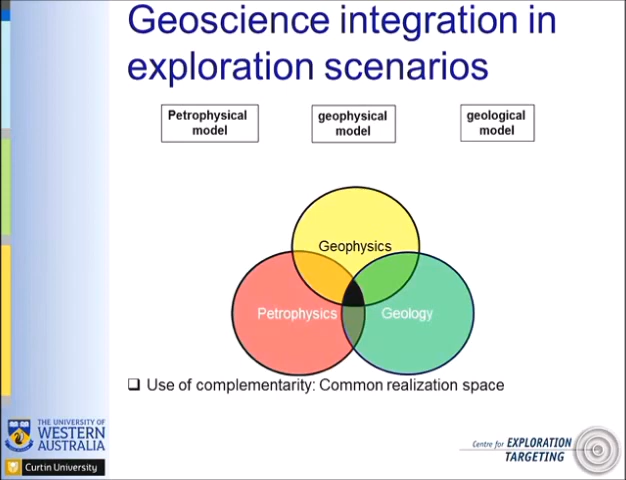 Geoscience integration in
exploration scenarios
Petrophysical
model
geophysical
model
geological
model
Geophysics
Petrophysics
Geology
Use of complementarity: Common realization space
THE UNIVERSITY OF
WESTERN
AUSTRALIA
Curtin University
Centre for EXPLORATION
TARGETING